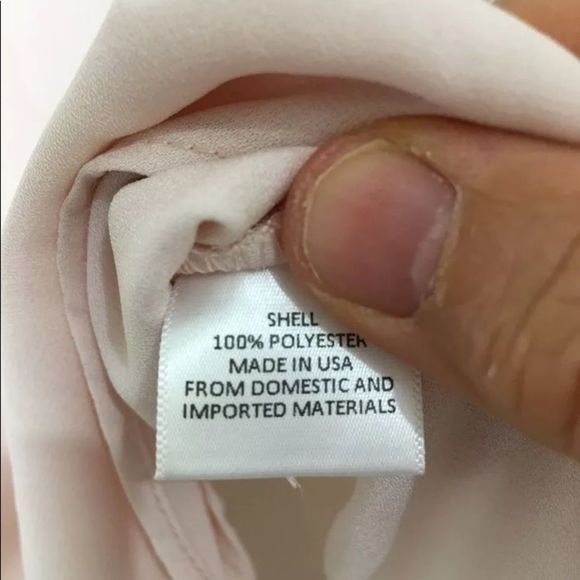 SHELL
100% POLYESTER
MADE IN USA
FROM DOMESTIC AND
IMPORTED MATERIALS